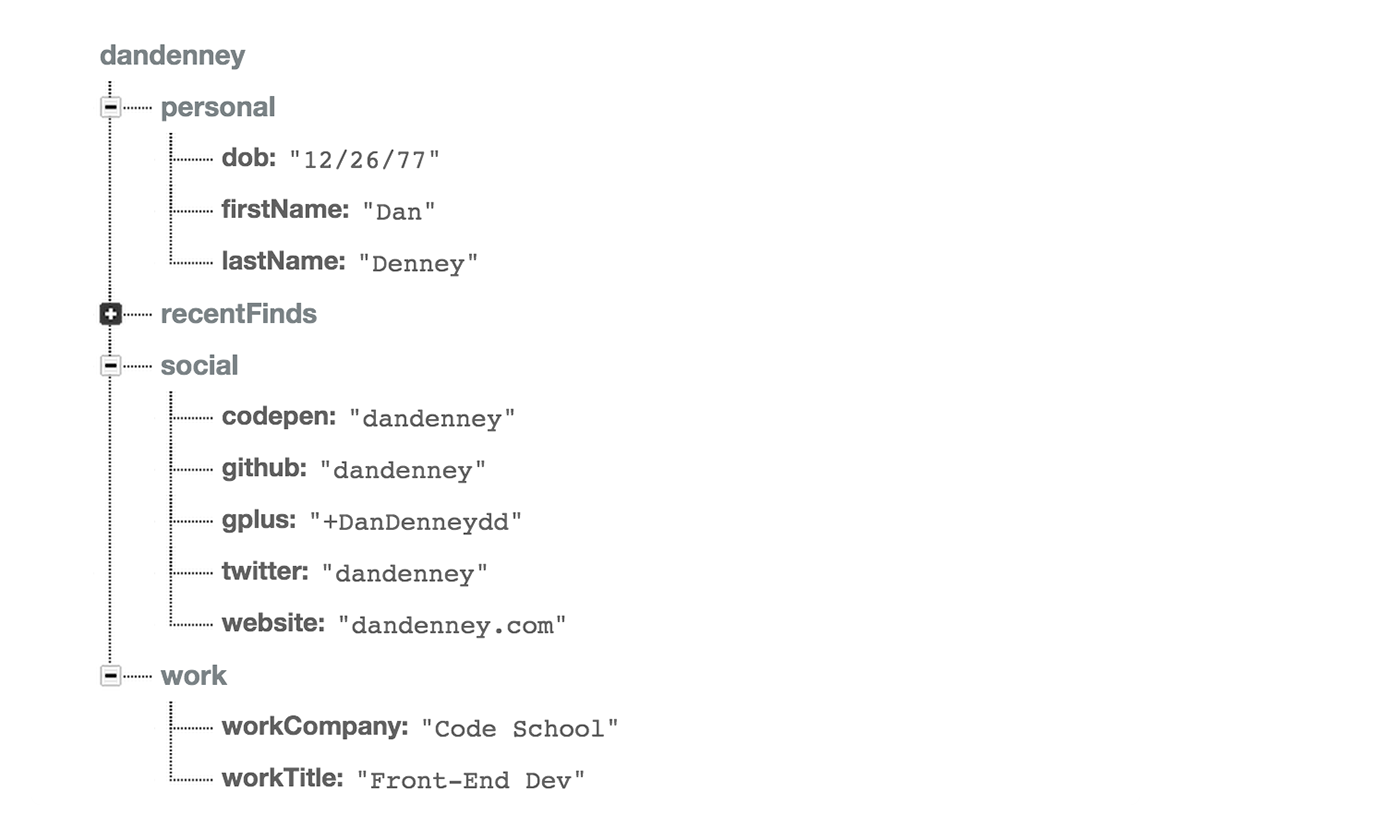 dandenney
personal
dob: "12/26/77"
firstName: "Dan"
lastName: "Denney"
recentFinds
social
codepen: "dandenney"
github: "dandenney"
gplus: "+DanDenneydd"
twitter: "dandenney"
website: "dandenney.com"
work
workCompany: "Code School"
workTitle: "Front-End Dev"